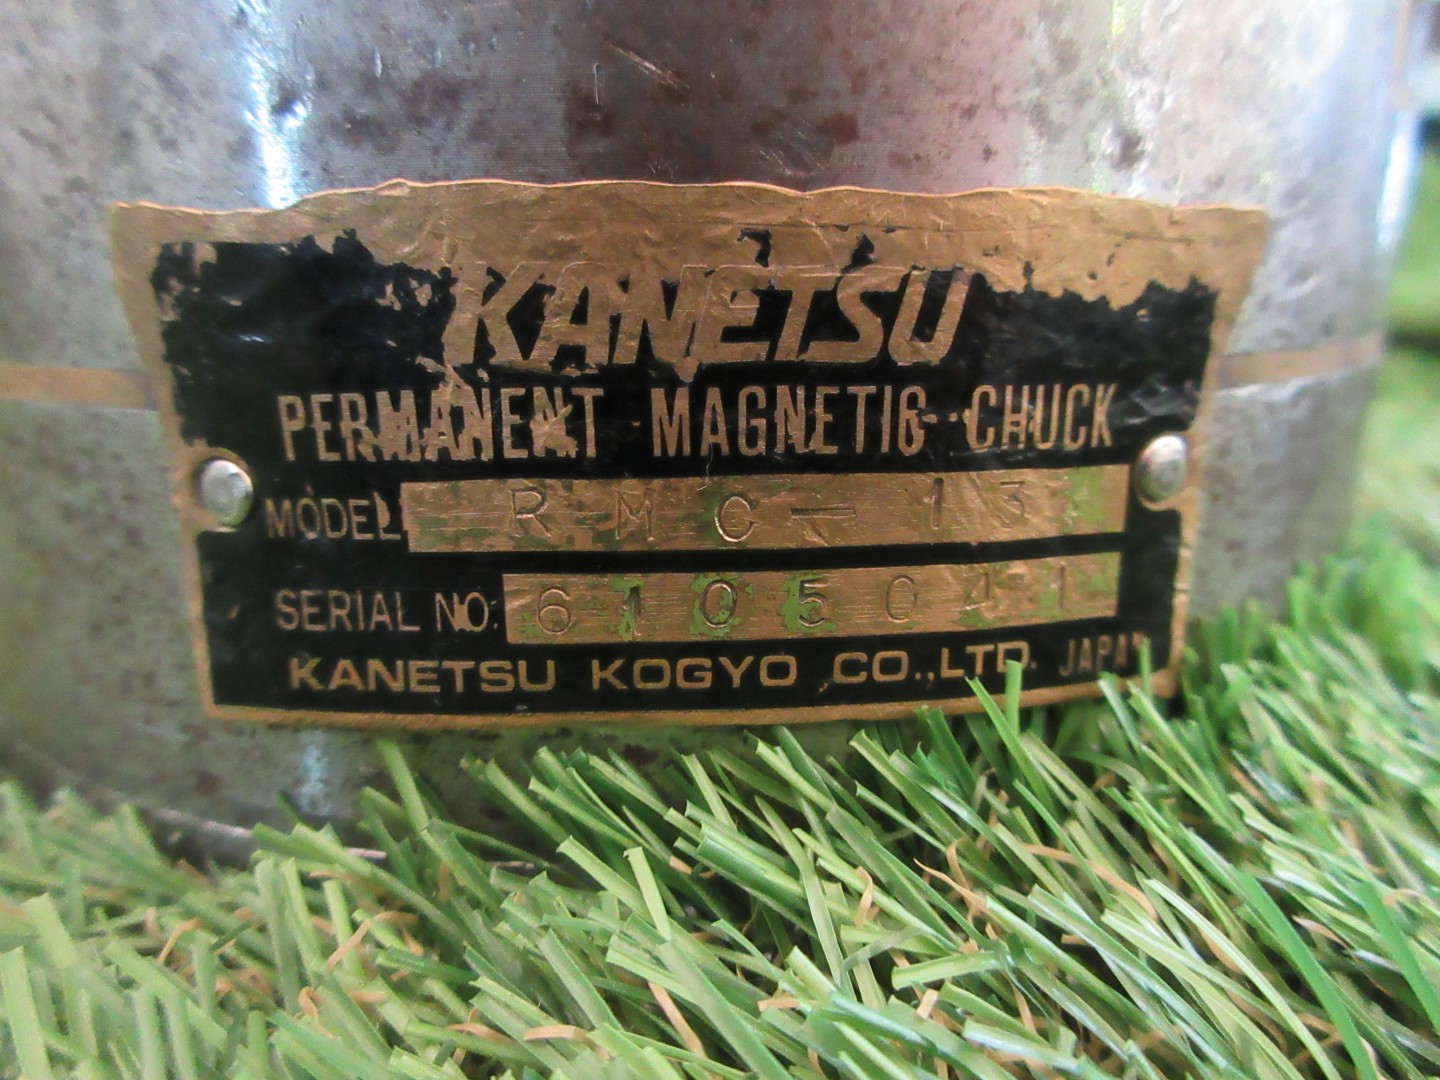 KANETSU
PERMANENT MAGNETIC CHUCK
MODEL RMC-13
SERIAL NO. 6105041
KANETSU KOGYO CO.,LTD. JAPAN